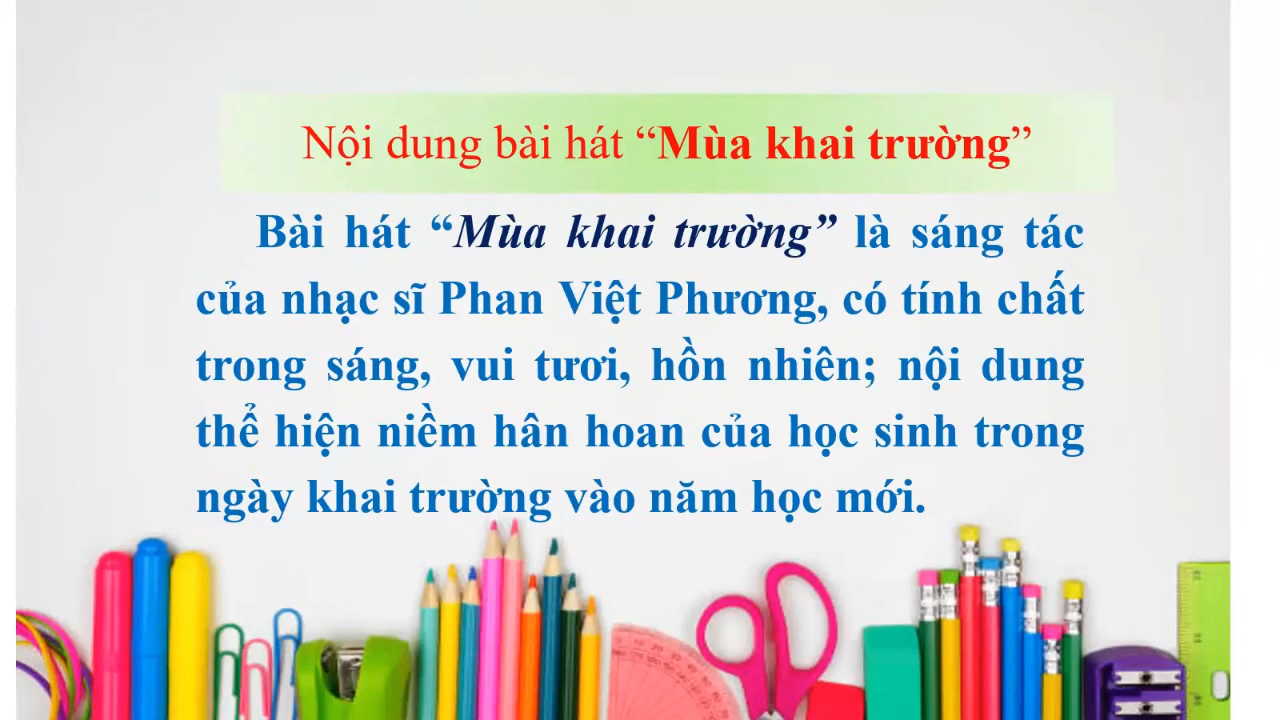 Nội dung bài hát “Mùa khai trường”
Bài hát “Mùa khai trường” là sáng tác
của nhạc sĩ Phan Việt Phương, có tính chất
trong sáng, vui tươi, hồn nhiên; nội dung
thể hiện niềm hân hoan của học sinh trong
ngày khai trường vào năm học mới.